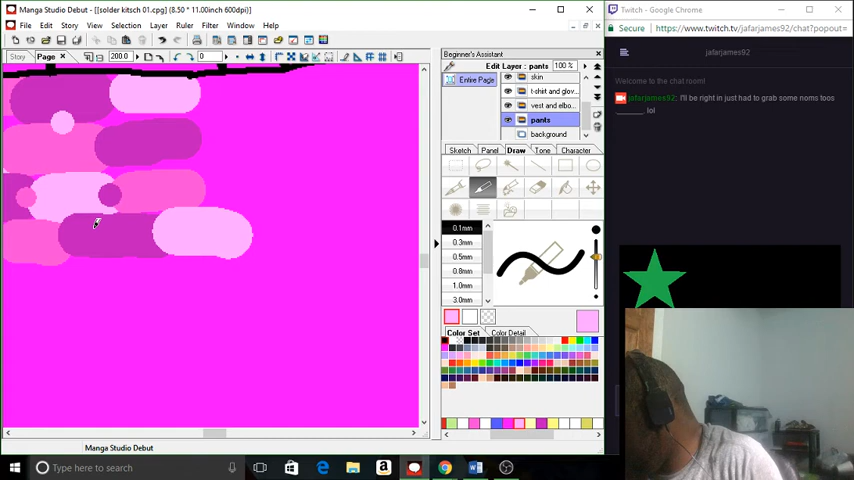 Manga Studio Debut - [[solder kitsch 01.cpg] (8.50 * 11.00inch 600dpi)]
File Edit View Selection Layer Ruler Filter Window Help
Story Page 200.0 0
Beginner's Assistant
Edit Layer : pants 100 %
Entire Page
skin
t-shirt and glov...
vest and elbo...
pants
background
Sketch Panel Draw Tone Character
0.1mm
0.3mm
0.5mm
0.8mm
1.0mm
3.0mm
Color Set Color Detail
Manga Studio Debut
Type here to search
Twitch - Google Chrome
Secure https://www.twitch.tv/jafarjames92/chat?popout=
jafarjames92
Welcome to the chat room!
jafarjames92: I'll be right in just had to grab some noms toos
______ lol